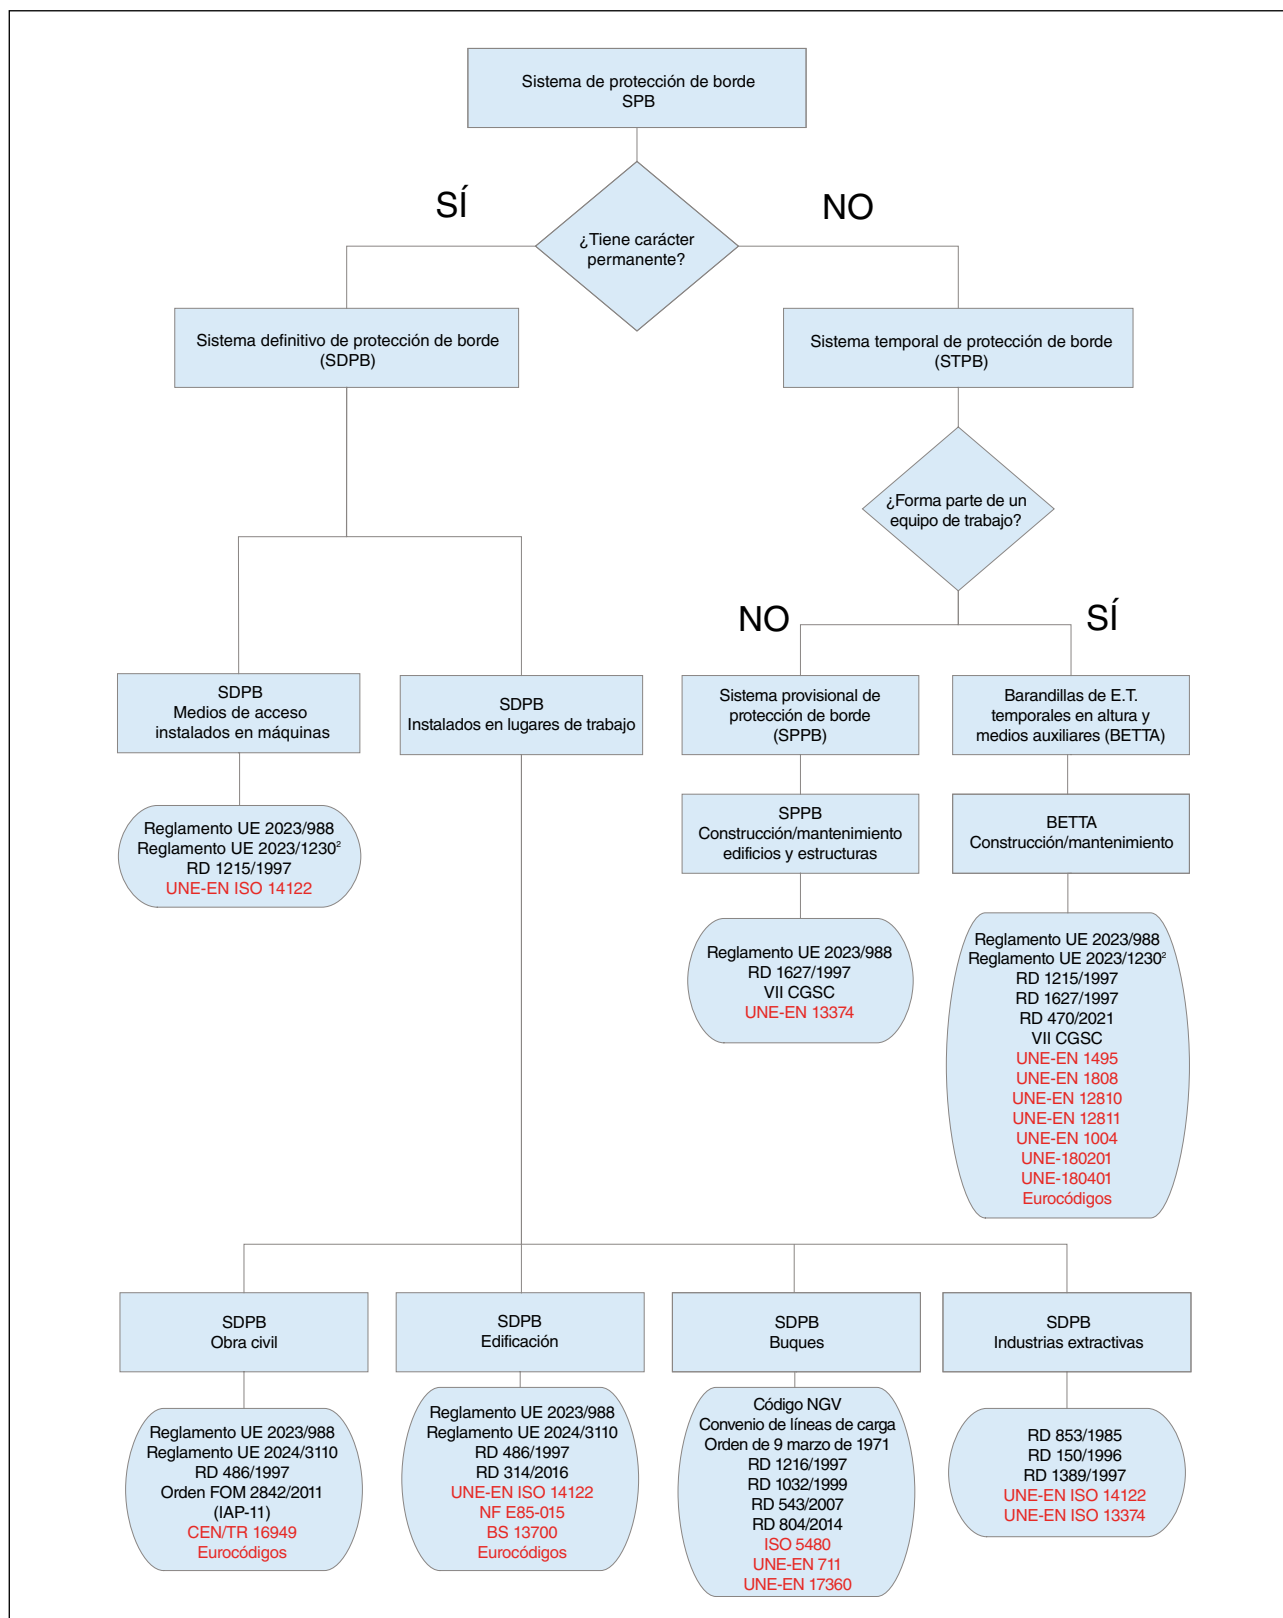 Sistema de protección de borde
SPB
SÍ
NO
¿Tiene carácter
permanente?
Sistema definitivo de protección de borde
(SDPB)
Sistema temporal de protección de borde
(STPB)
¿Forma parte de un
equipo de trabajo?
NO
SÍ
SDPB
Medios de acceso
instalados en máquinas
SDPB
Instalados en lugares de trabajo
Sistema provisional de
protección de borde
(SPPB)
Barandillas de E.T.
temporales en altura y
medios auxiliares (BETTA)
Reglamento UE 2023/988
Reglamento UE 2023/1230²
RD 1215/1997
UNE-EN ISO 14122
SPPB
Construcción/mantenimiento
edificios y estructuras
BETTA
Construcción/mantenimiento
Reglamento UE 2023/988
RD 1627/1997
VII CGSC
UNE-EN 13374
Reglamento UE 2023/988
Reglamento UE 2023/1230²
RD 1215/1997
RD 1627/1997
RD 470/2021
VII CGSC
UNE-EN 1495
UNE-EN 1808
UNE-EN 12810
UNE-EN 12811
UNE-EN 1004
UNE-180201
UNE-180401
Eurocódigos
SDPB
Obra civil
SDPB
Edificación
SDPB
Buques
SDPB
Industrias extractivas
Reglamento UE 2023/988
Reglamento UE 2024/3110
RD 486/1997
Orden FOM 2842/2011
(IAP-11)
CEN/TR 16949
Eurocódigos
Reglamento UE 2023/988
Reglamento UE 2024/3110
RD 486/1997
RD 314/2016
UNE-EN ISO 14122
NF E85-015
BS 13700
Eurocódigos
Código NGV
Convenio de líneas de carga
Orden de 9 marzo de 1971
RD 1216/1997
RD 1032/1999
RD 543/2007
RD 804/2014
ISO 5480
UNE-EN 711
UNE-EN 17360
RD 853/1985
RD 150/1996
RD 1389/1997
UNE-EN ISO 14122
UNE-EN ISO 13374